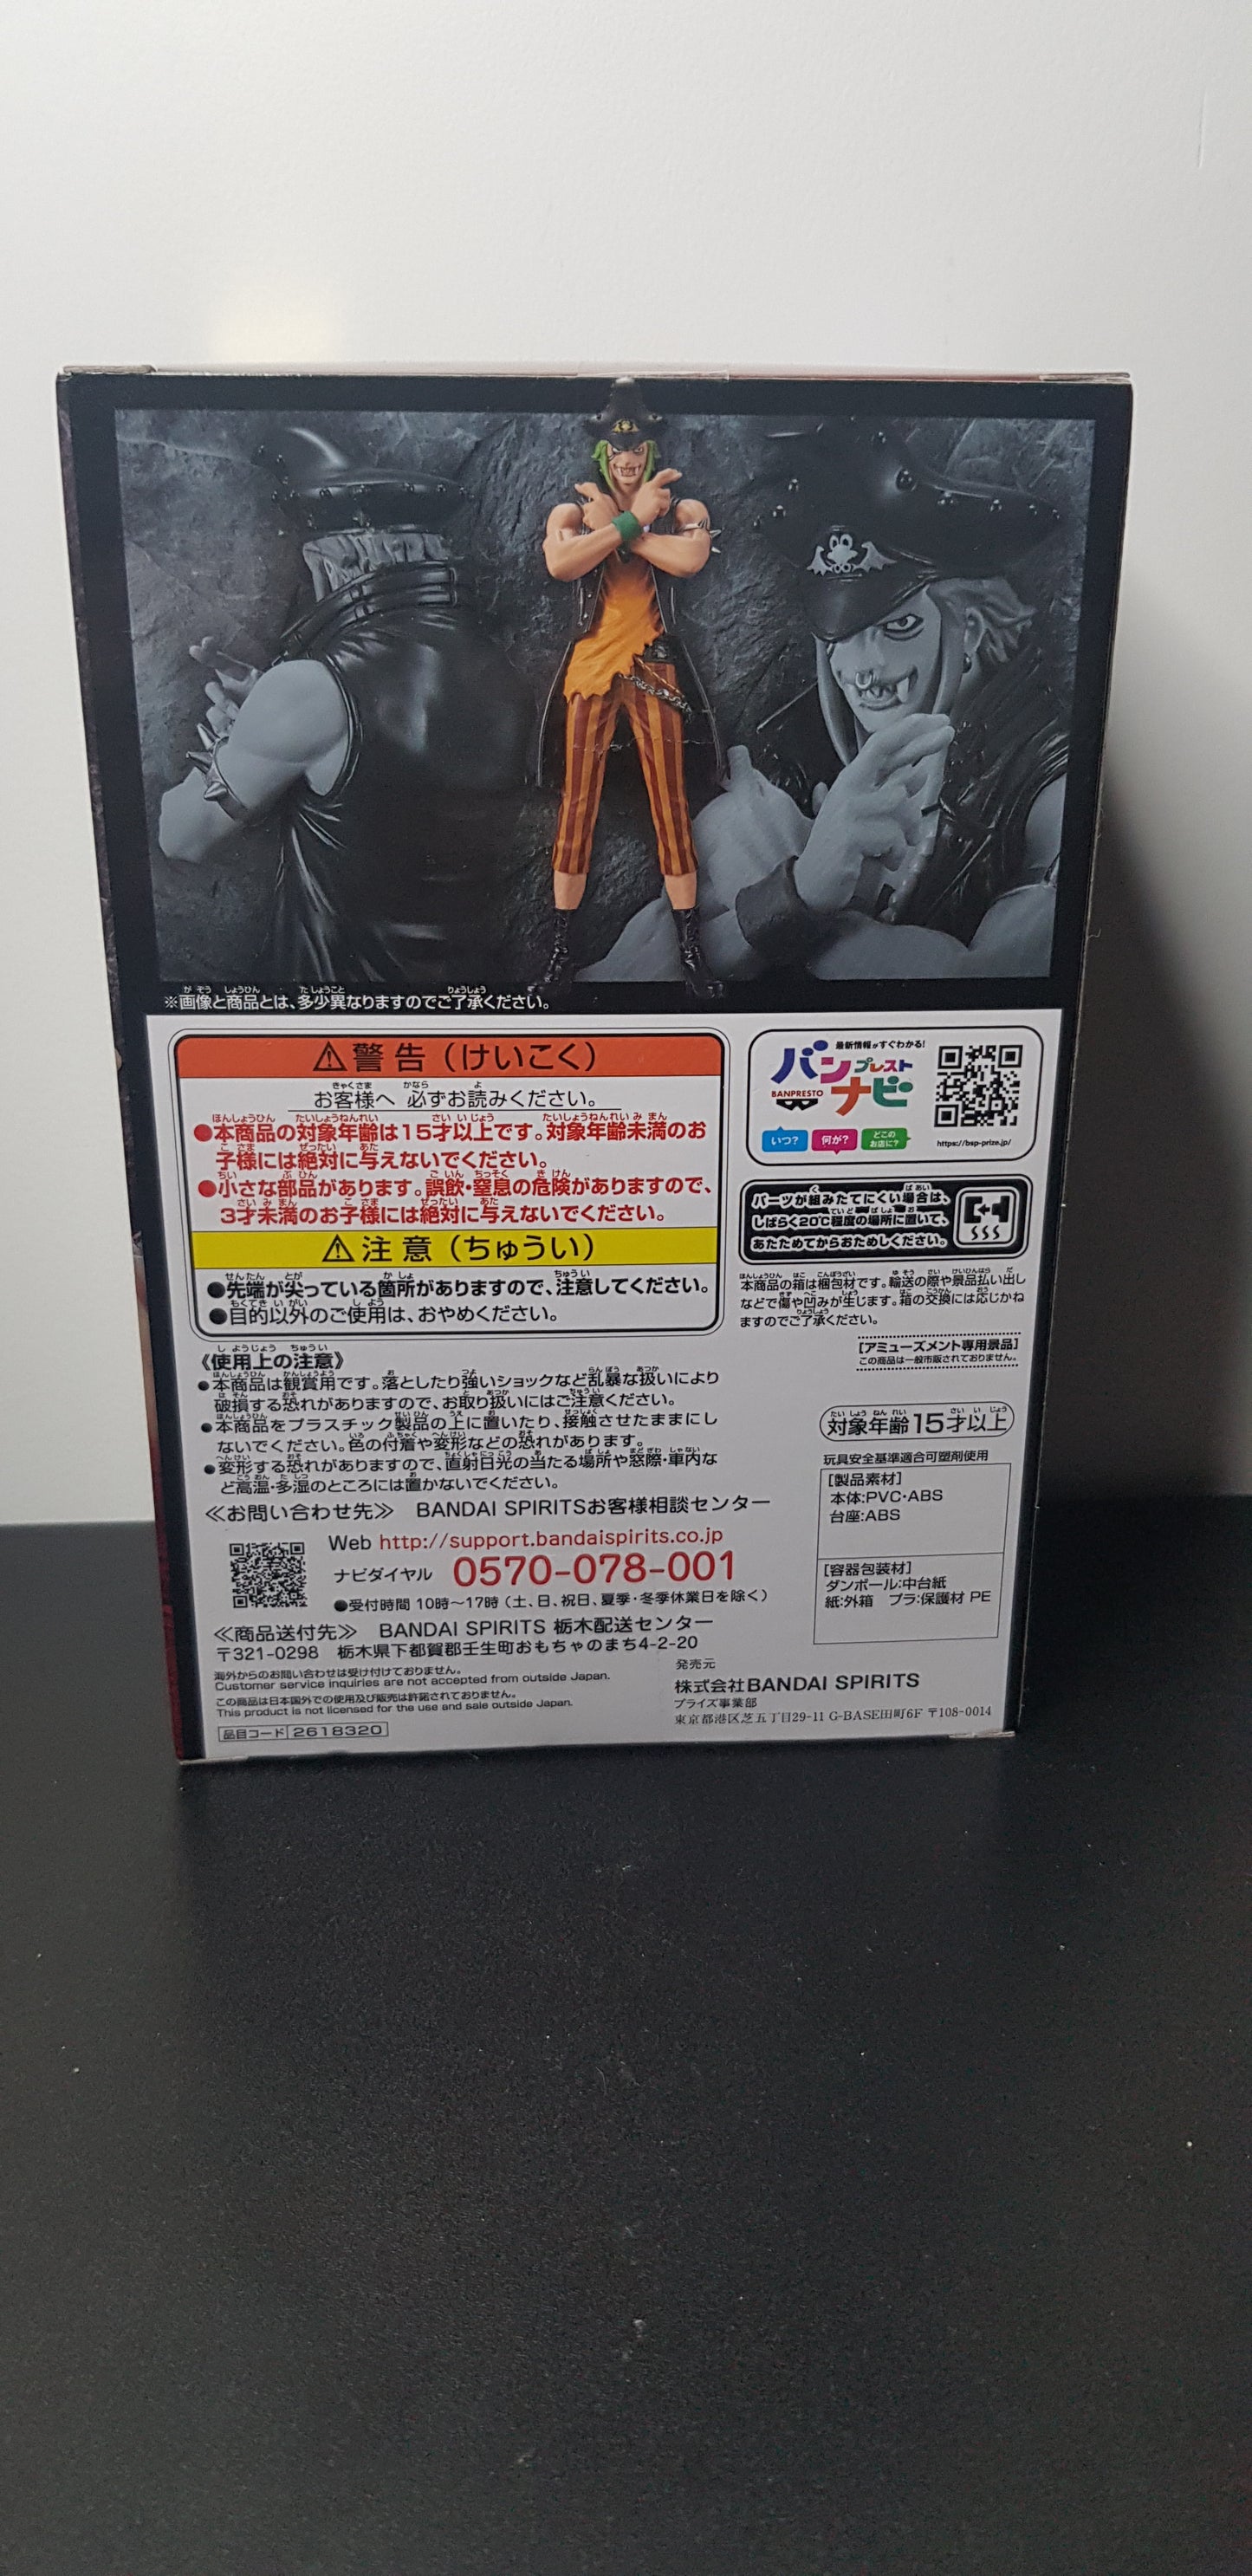 ※画像と商品とは、多少異なりますのでご了承ください。
⚠警告（けいこく）
お客様へ 必ずお読みください。
●本商品の対象年齢は15才以上です。対象年齢未満のお
子様には絶対に与えないでください。
●小さな部品があります。誤飲・窒息の危険がありますので、
3才未満のお子様には絶対に与えないでください。
⚠注意（ちゅうい）
●先端が尖っている箇所がありますので、注意してください。
●目的以外のご使用は、おやめください。
《使用上の注意》
●本商品は観賞用です。落としたり強いショックなど乱暴な扱いにより
破損する恐れがありますので、お取り扱いにはご注意ください。
●本商品をプラスチック製品の上に置いたり、接触させたままにし
ないでください。色の付着や変形などの恐れがあります。
●変形する恐れがありますので、直射日光の当たる場所や窓際・車内な
ど高温・多湿のところには置かないでください。
≪お問い合わせ先≫ BANDAI SPIRITSお客様相談センター
Web http://support.bandaispirits.co.jp
ナビダイヤル 0570-078-001
●受付時間 10時～17時（土、日、祝日、夏季・冬季休業日を除く）
≪商品送付先≫ BANDAI SPIRITS 栃木配送センター
〒321-0298 栃木県下都賀郡壬生町おもちゃのまち4-2-20
海外からのお問い合わせは受け付けておりません。
Customer service inquiries are not accepted from outside Japan.
この商品は日本国外での使用及び販売は許諾されておりません。
This product is not licensed for the use and sale outside Japan.
品目コード 2618320
最新情報がすぐわかる!
バンプレストナビ
BANPRESTO
いつ? 何が? どこのお店に?
https://bsp-prize.jp/
パーツが組みたてにくい場合は、
しばらく20℃程度の場所に置いて、
あたためてからおためしください。
本商品の箱は梱包材です。輸送の際や景品払い出し
などで傷や凹みが生じます。箱の交換には応じかね
ますのでご了承ください。
[アミューズメント専用景品]
この商品は一般市販されておりません。
対象年齢15才以上
玩具安全基準適合可塑剤使用
[製品素材]
本体:PVC・ABS
台座:ABS
[容器包装材]
ダンボール:中台紙
紙:外箱 プラ:保護材 PE
発売元
株式会社BANDAI SPIRITS
プライズ事業部
東京都港区芝五丁目29-11 G-BASE田町6F 〒108-0014